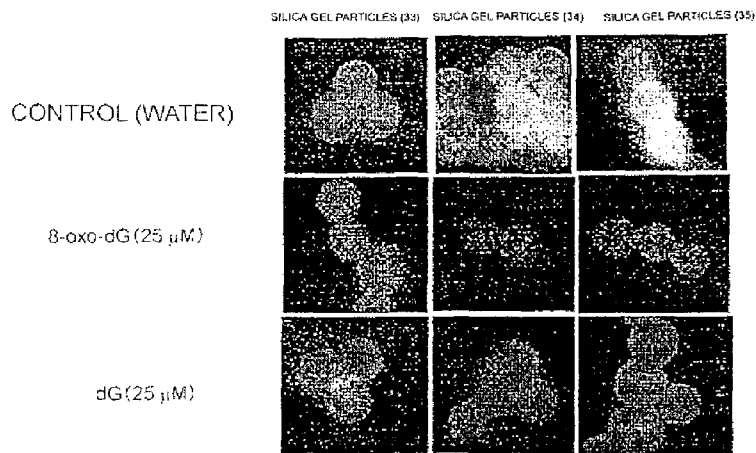 SILICA GEL PARTICLES (33) SILICA GEL PARTICLES (34) SILICA GEL PARTICLES (35)
CONTROL (WATER)
8-oxo-dG (25 μM)
dG (25 μM)